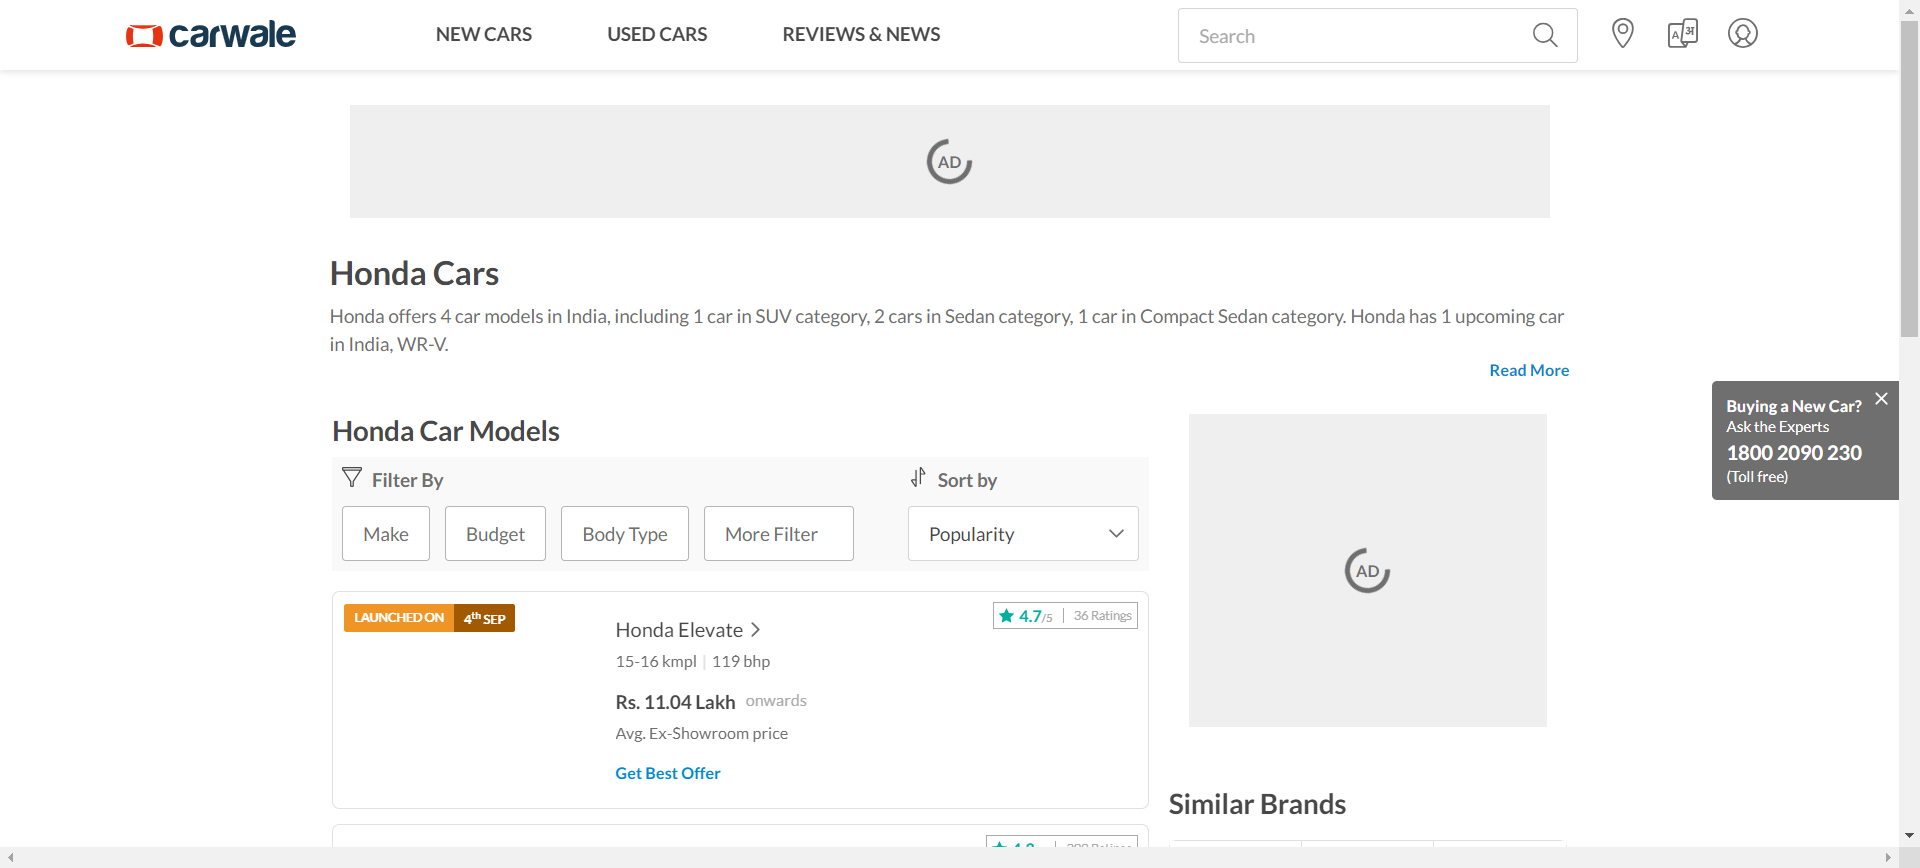 carwale
NEW CARS
USED CARS
REVIEWS & NEWS
Search
AD
Honda Cars
Honda offers 4 car models in India, including 1 car in SUV category, 2 cars in Sedan category, 1 car in Compact Sedan category. Honda has 1 upcoming car
in India, WR-V.
Read More
Buying a New Car?
Ask the Experts
1800 2090 230
(Toll free)
Honda Car Models
Filter By
Sort by
Make
Budget
Body Type
More Filter
Popularity
AD
LAUNCHED ON 4th SEP
4.7/5 | 36 Ratings
Honda Elevate
15-16 kmpl | 119 bhp
Rs. 11.04 Lakh onwards
Avg. Ex-Showroom price
Get Best Offer
Similar Brands